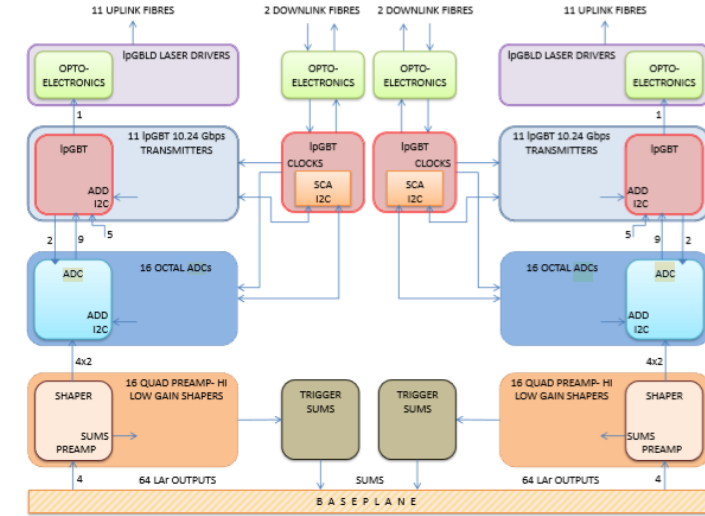 11 UPLINK FIBRES
2 DOWNLINK FIBRES
2 DOWNLINK FIBRES
11 UPLINK FIBRES
lpGBLD LASER DRIVERS
OPTO-
ELECTRONICS
OPTO-
ELECTRONICS
OPTO-
ELECTRONICS
lpGBLD LASER DRIVERS
OPTO-
ELECTRONICS
1
1
11 lpGBT 10.24 Gbps
TRANSMITTERS
lpGBT
ADD
I2C
lpGBT
CLOCKS
SCA
I2C
lpGBT
CLOCKS
SCA
I2C
11 lpGBT 10.24 Gbps
TRANSMITTERS
lpGBT
ADD
I2C
2
9
5
5
9
2
ADC
16 OCTAL ADCs
ADD
I2C
16 OCTAL ADCs
ADC
ADD
I2C
4x2
4x2
16 QUAD PREAMP- HI
LOW GAIN SHAPERS
SHAPER
SUMS
PREAMP
TRIGGER
SUMS
TRIGGER
SUMS
16 QUAD PREAMP- HI
LOW GAIN SHAPERS
SHAPER
SUMS
PREAMP
4
64 LAr OUTPUTS
SUMS
64 LAr OUTPUTS
4
BASEPLANE